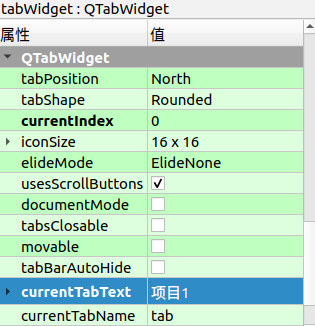 tabWidget : QTabWidget
属性 值
QTabWidget
tabPosition North
tabShape Rounded
currentIndex 0
iconSize 16 x 16
elideMode ElideNone
usesScrollButtons
documentMode
tabsClosable
movable
tabBarAutoHide
currentTabText 项目1
currentTabName tab